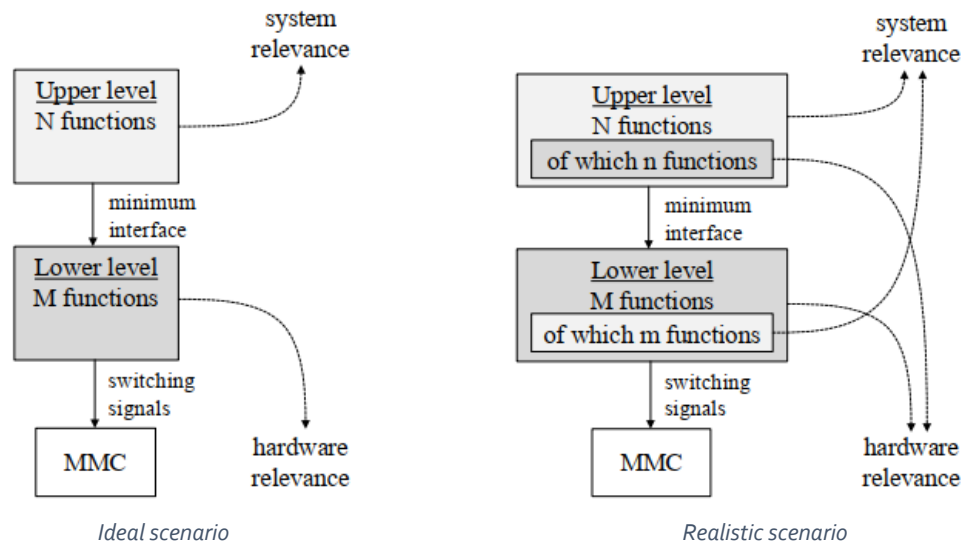 system
relevance
Upper level
N functions
minimum
interface
Lower level
M functions
switching
signals
MMC
hardware
relevance
Ideal scenario
system
relevance
Upper level
N functions
of which n functions
minimum
interface
Lower level
M functions
of which m functions
switching
signals
MMC
hardware
relevance
Realistic scenario